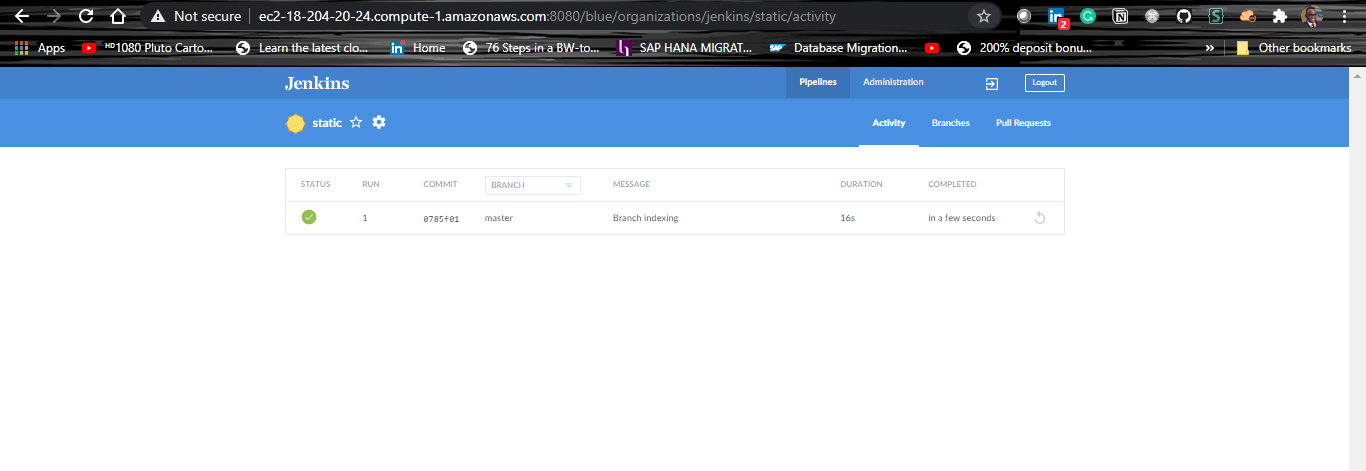 Not secure ec2-18-204-20-24.compute-1.amazonaws.com:8080/blue/organizations/jenkins/static/activity
2
Apps HD1080 Pluto Carto... Learn the latest clo... Home 76 Steps in a BW-to... SAP HANA MIGRAT... Database Migration... 200% deposit bonu... » Other bookmarks
Jenkins Pipelines Administration Logout
static Activity Branches Pull Requests
STATUS RUN COMMIT BRANCH MESSAGE DURATION COMPLETED
1 0785f01 master Branch indexing 16s in a few seconds